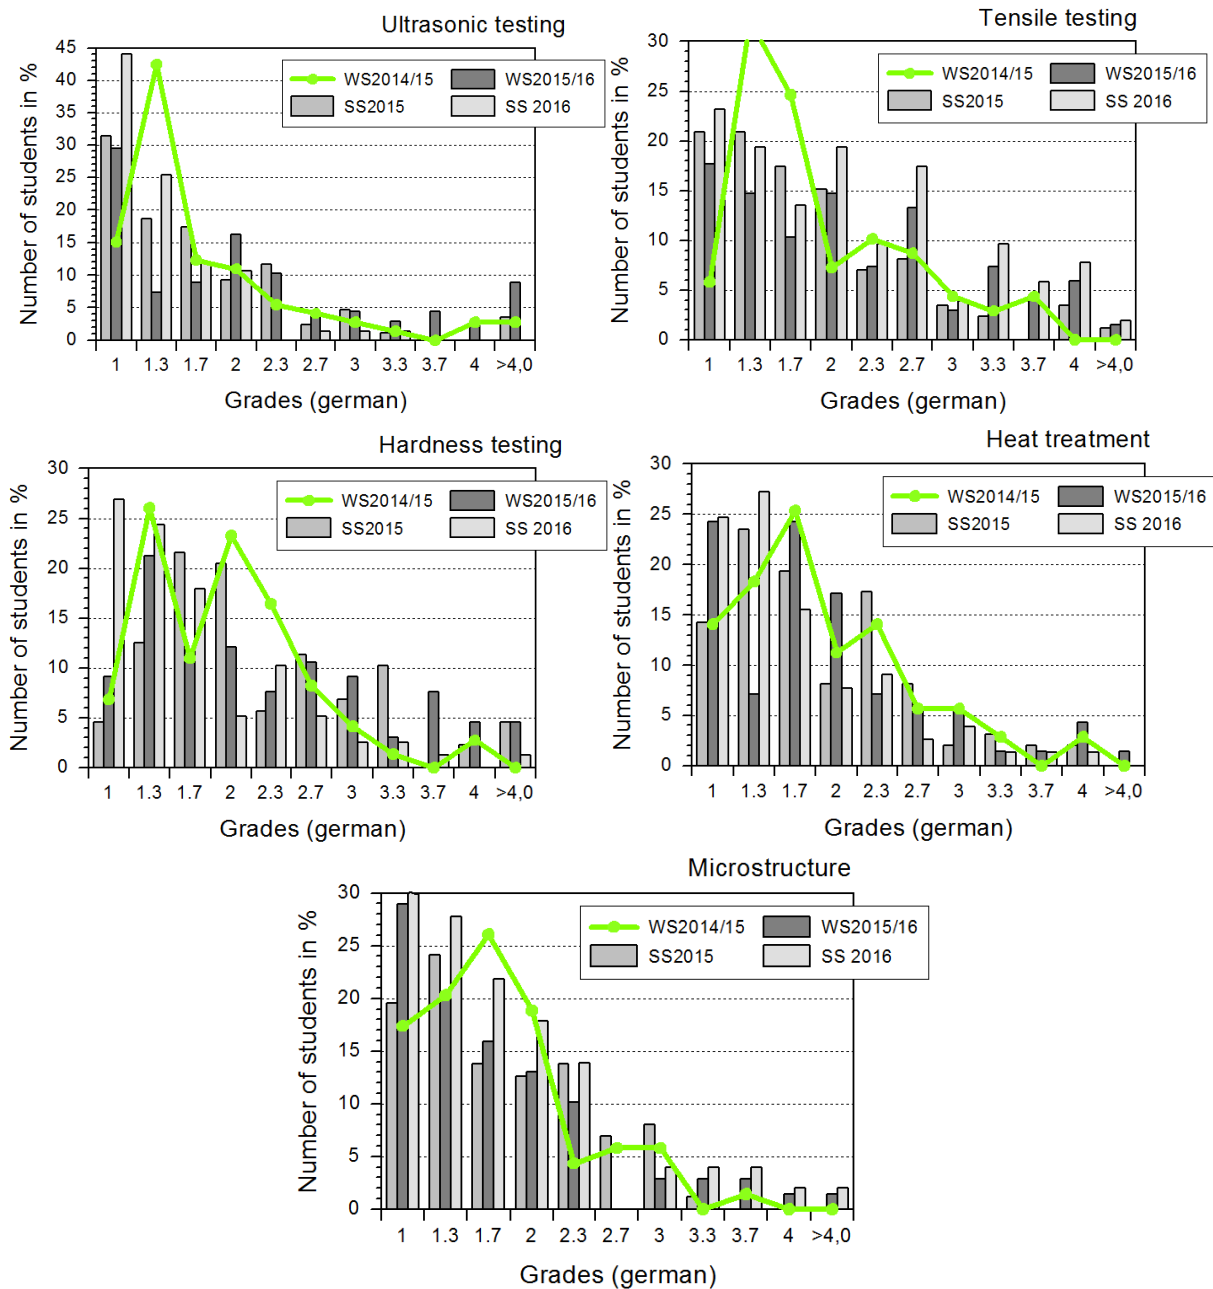 Ultrasonic testing
Number of students in %
45
40
35
30
25
20
15
10
5
0
WS2014/15 WS2015/16
SS2015 SS 2016
1 1.3 1.7 2 2.3 2.7 3 3.3 3.7 4 >4,0
Grades (german)
Tensile testing
Number of students in %
30
25
20
15
10
5
0
WS2014/15 WS2015/16
SS2015 SS 2016
1 1.3 1.7 2 2.3 2.7 3 3.3 3.7 4 >4,0
Grades (german)
Hardness testing
Number of students in %
30
25
20
15
10
5
0
WS2014/15 WS2015/16
SS2015 SS 2016
1 1.3 1.7 2 2.3 2.7 3 3.3 3.7 4 >4,0
Grades (german)
Heat treatment
Number of students in %
30
25
20
15
10
5
0
WS2014/15 WS2015/16
SS2015 SS 2016
1 1.3 1.7 2 2.3 2.7 3 3.3 3.7 4 >4,0
Grades (german)
Microstructure
Number of students in %
30
25
20
15
10
5
0
WS2014/15 WS2015/16
SS2015 SS 2016
1 1.3 1.7 2 2.3 2.7 3 3.3 3.7 4 >4,0
Grades (german)